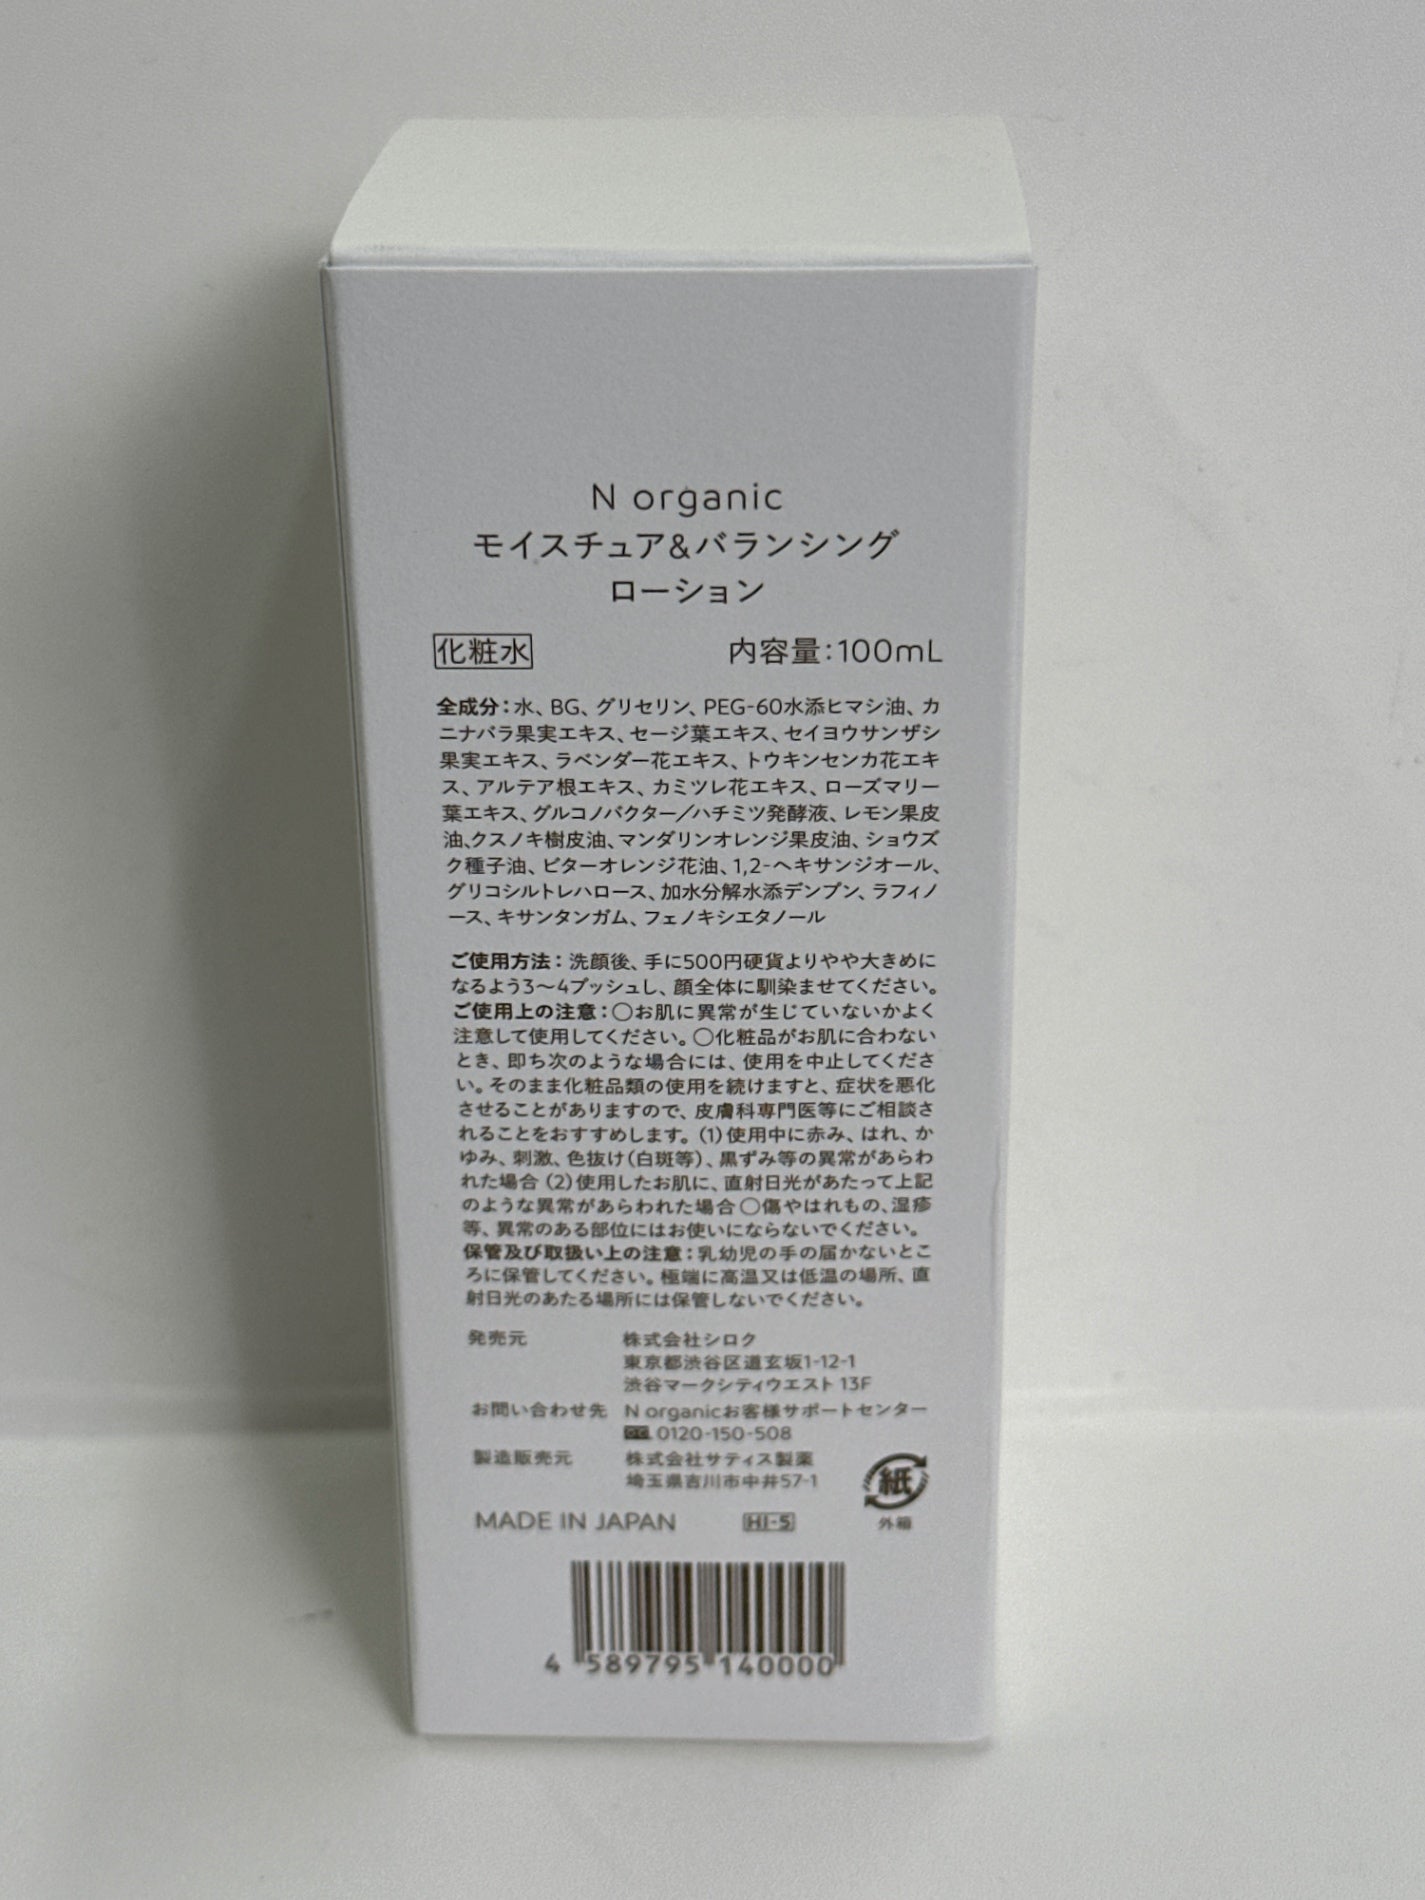 N organic
モイスチュア&バランシング
ローション
化粧水 内容量:100mL
全成分:水、BG、グリセリン、PEG-60水添ヒマシ油、カ
ニナバラ果実エキス、セージ葉エキス、セイヨウサンザシ
果実エキス、ラベンダー花エキス、トウキンセンカ花エキ
ス、アルテア根エキス、カミツレ花エキス、ローズマリー
葉エキス、グルコノバクター/ハチミツ発酵液、レモン果皮
油、クスノキ樹皮油、マンダリンオレンジ果皮油、ショウズ
ク種子油、ビターオレンジ花油、1,2-ヘキサンジオール、
グリコシルトレハロース、加水分解水添デンプン、ラフィノ
ース、キサンタンガム、フェノキシエタノール
ご使用方法:洗顔後、手に500円硬貨よりやや大きめに
なるよう3〜4プッシュし、顔全体に馴染ませてください。
ご使用上の注意:○お肌に異常が生じていないかよく
注意して使用してください。○化粧品がお肌に合わない
とき、即ち次のような場合には、使用を中止してくださ
い。そのまま化粧品類の使用を続けますと、症状を悪化
させることがありますので、皮膚科専門医等にご相談さ
れることをおすすめします。(1)使用中に赤み、はれ、か
ゆみ、刺激、色抜け(白斑等)、黒ずみ等の異常があらわ
れた場合(2)使用したお肌に、直射日光があたって上記
のような異常があらわれた場合○傷やはれもの、湿疹
等、異常のある部位にはお使いにならないでください。
保管及び取扱い上の注意:乳幼児の手の届かないとこ
ろに保管してください。極端に高温又は低温の場所、直
射日光のあたる場所には保管しないでください。
発売元 株式会社シロク
東京都渋谷区道玄坂1-12-1
渋谷マークシティウエスト 13F
お問い合わせ先 N organicお客様サポートセンター
0120-150-508
製造販売元 株式会社サティス製薬
埼玉県吉川市中井57-1
紙
外箱
MADE IN JAPAN HI-5
4 589795 140000